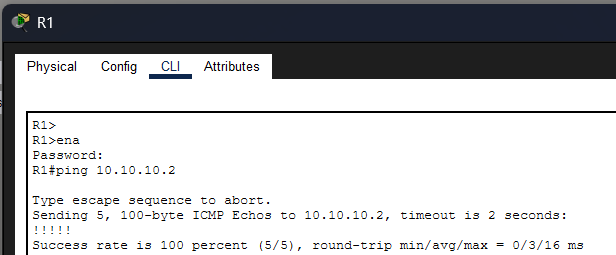 R1
Physical Config CLI Attributes
R1>
R1>ena
Password:
R1#ping 10.10.10.2
Type escape sequence to abort.
Sending 5, 100-byte ICMP Echos to 10.10.10.2, timeout is 2 seconds:
!!!!!
Success rate is 100 percent (5/5), round-trip min/avg/max = 0/3/16 ms